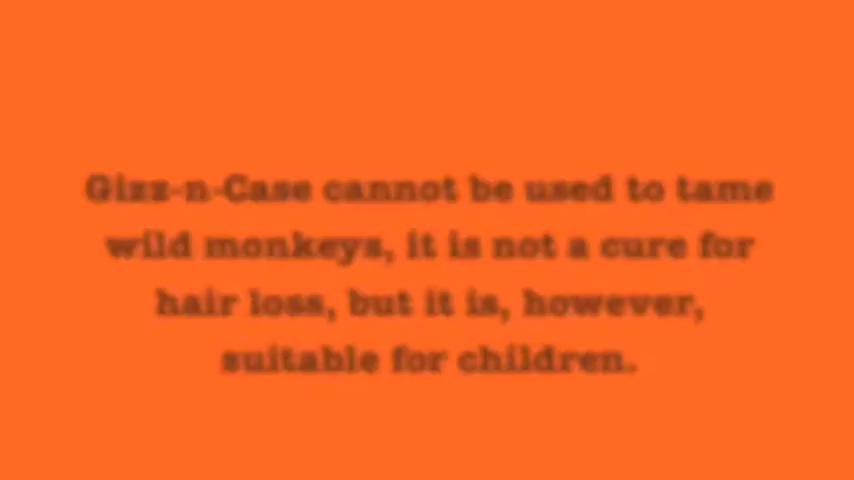 Gizz-n-Case cannot be used to tame
wild monkeys, it is not a cure for
hair loss, but it is, however,
suitable for children.